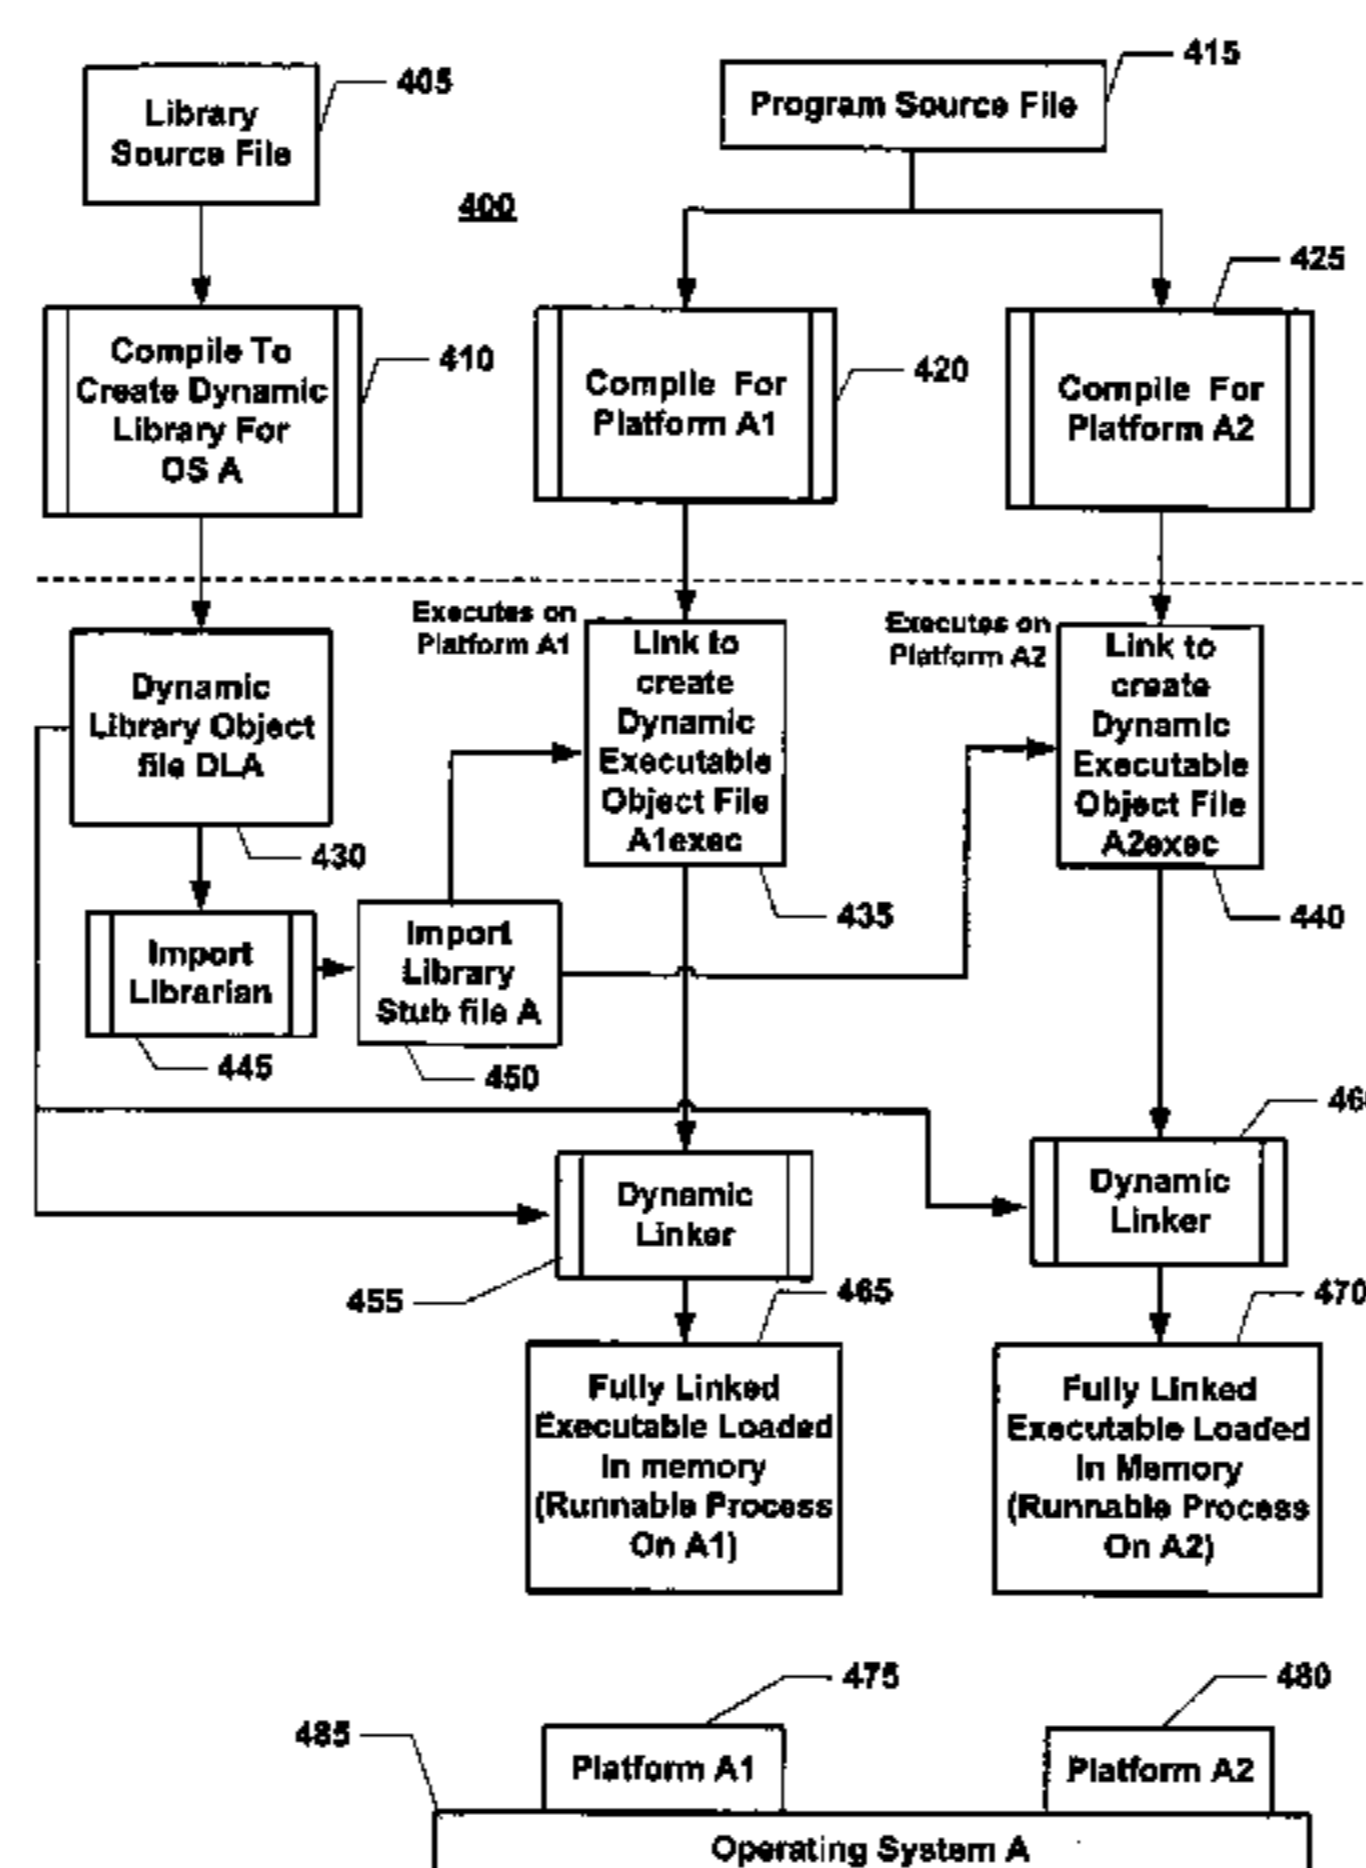 405
415
Library
Source File
Program Source File
400
425
Compile To
Create Dynamic
Library For
OS A
410
Compile For
Platform A1
420
Compile For
Platform A2
Executes on
Platform A1
Executes on
Platform A2
Dynamic
Library Object
file DLA
430
Link to
create
Dynamic
Executable
Object File
A1exec
435
Link to
create
Dynamic
Executable
Object File
A2exec
440
Import
Librarian
445
Import
Library
Stub file A
450
Dynamic
Linker
455
Dynamic
Linker
465
470
Fully Linked
Executable Loaded
In memory
(Runnable Process
On A1)
Fully Linked
Executable Loaded
In Memory
(Runnable Process
On A2)
475
480
485
Platform A1
Platform A2
Operating System A